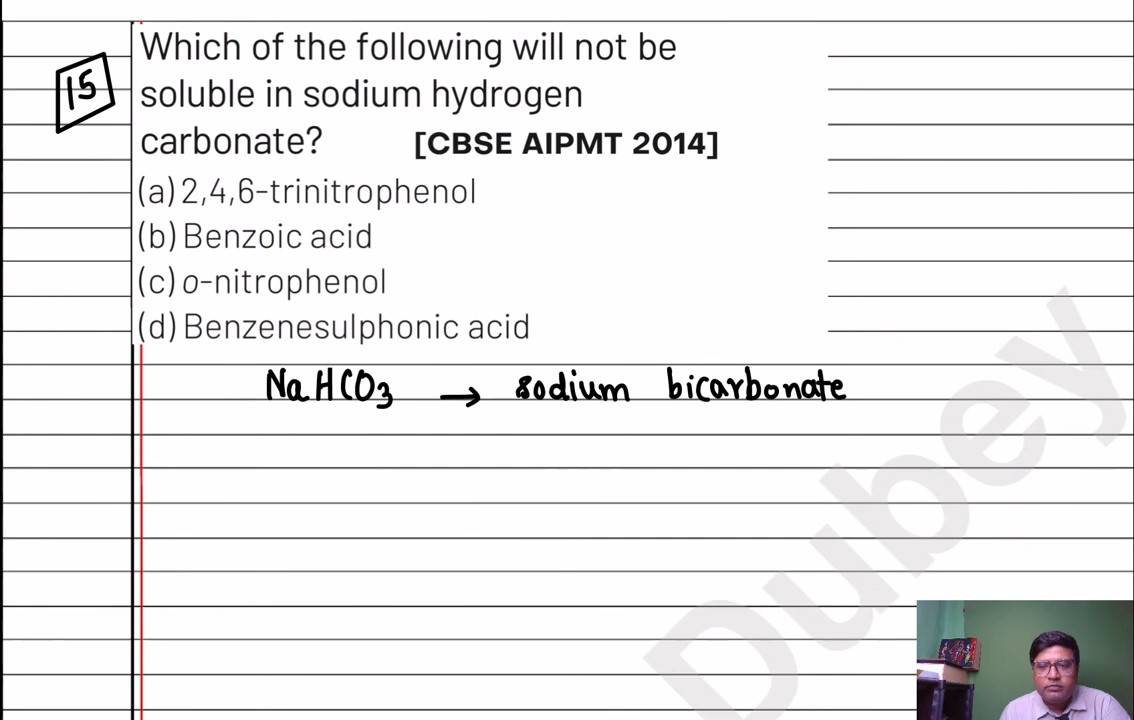 15
Which of the following will not be
soluble in sodium hydrogen
carbonate? [CBSE AIPMT 2014]
(a) 2,4,6-trinitrophenol
(b) Benzoic acid
(c) o-nitrophenol
(d) Benzenesulphonic acid
NaHCO3 → sodium bicarbonate
Dubey